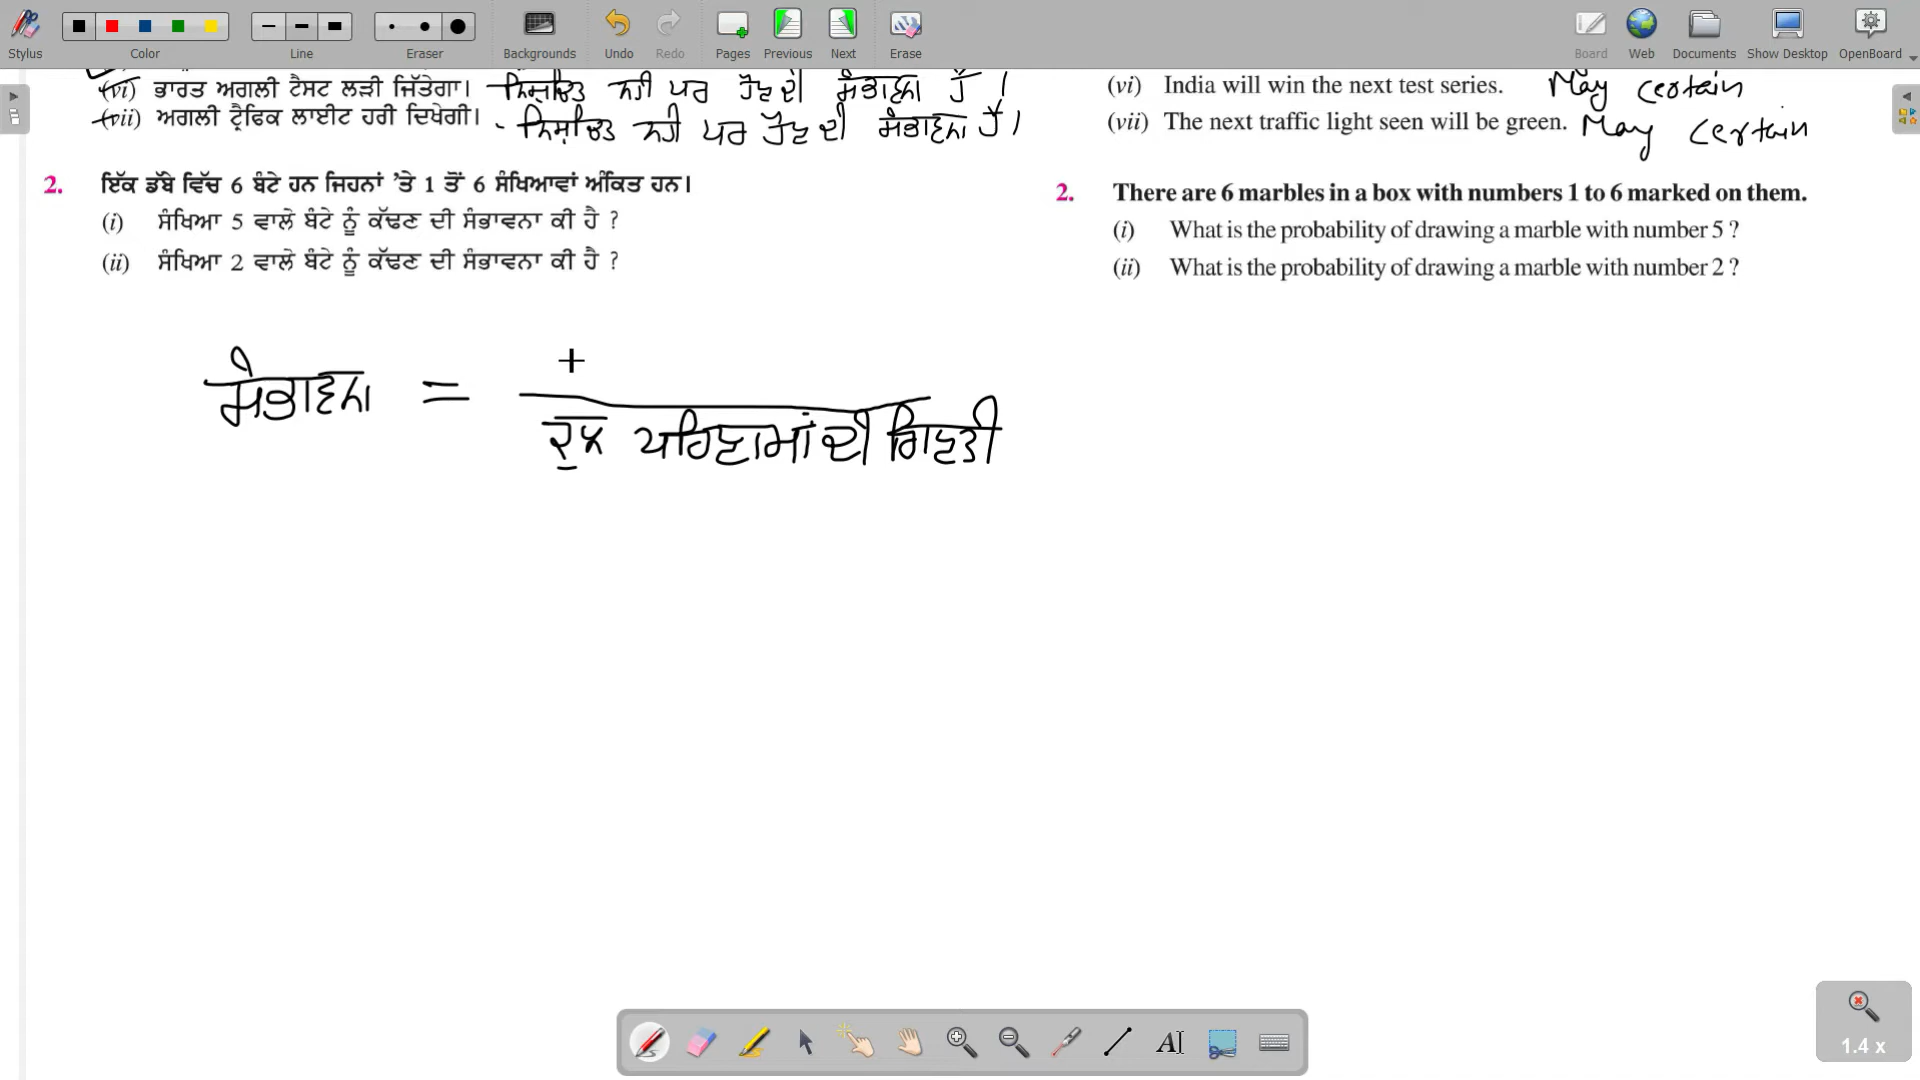 Stylus Color Line Eraser Backgrounds Undo Redo Pages Previous Next Erase Board Web Documents Show Desktop OpenBoard
(vi) ਭਾਰਤ ਅਗਲੀ ਟੈਸਟ ਲੜੀ ਜਿੱਤੇਗਾ। ਨਿਸ਼ਚਿਤ ਨਹੀ ਪਰ ਹੋਣ ਦੀ ਸੰਭਾਵਨਾ ਹੈ।
(vii) ਅਗਲੀ ਟ੍ਰੈਫਿਕ ਲਾਈਟ ਹਰੀ ਦਿਖੇਗੀ। - ਨਿਸ਼ਚਿਤ ਨਹੀ ਪਰ ਹੋਣ ਦੀ ਸੰਭਾਵਨਾ ਹੈ।
2. ਇੱਕ ਡੱਬੇ ਵਿੱਚ 6 ਬੰਟੇ ਹਨ ਜਿਹਨਾਂ 'ਤੇ 1 ਤੋਂ 6 ਸੰਖਿਆਵਾਂ ਅੰਕਿਤ ਹਨ।
(i) ਸੰਖਿਆ 5 ਵਾਲੇ ਬੰਟੇ ਨੂੰ ਕੱਢਣ ਦੀ ਸੰਭਾਵਨਾ ਕੀ ਹੈ ?
(ii) ਸੰਖਿਆ 2 ਵਾਲੇ ਬੰਟੇ ਨੂੰ ਕੱਢਣ ਦੀ ਸੰਭਾਵਨਾ ਕੀ ਹੈ ?
(vi) India will win the next test series. May certain
(vii) The next traffic light seen will be green. May certain
2. There are 6 marbles in a box with numbers 1 to 6 marked on them.
(i) What is the probability of drawing a marble with number 5 ?
(ii) What is the probability of drawing a marble with number 2 ?
ਸੰਭਾਵਨਾ =
ਕੁਲ ਪਰਿਣਾਮਾਂ ਦੀ ਗਿਣਤੀ
1.4 x